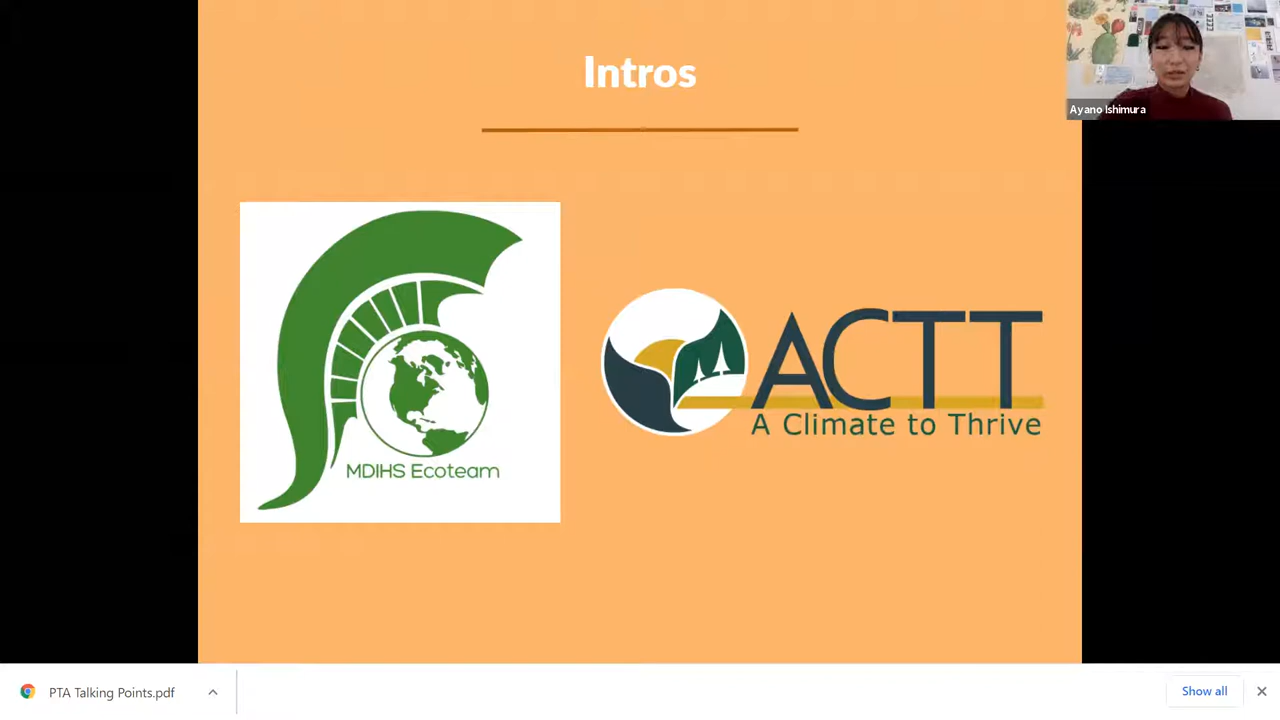 Intros
Ayano Ishimura
MDIHS Ecoteam
ACTT
A Climate to Thrive
PTA Talking Points.pdf
Show all